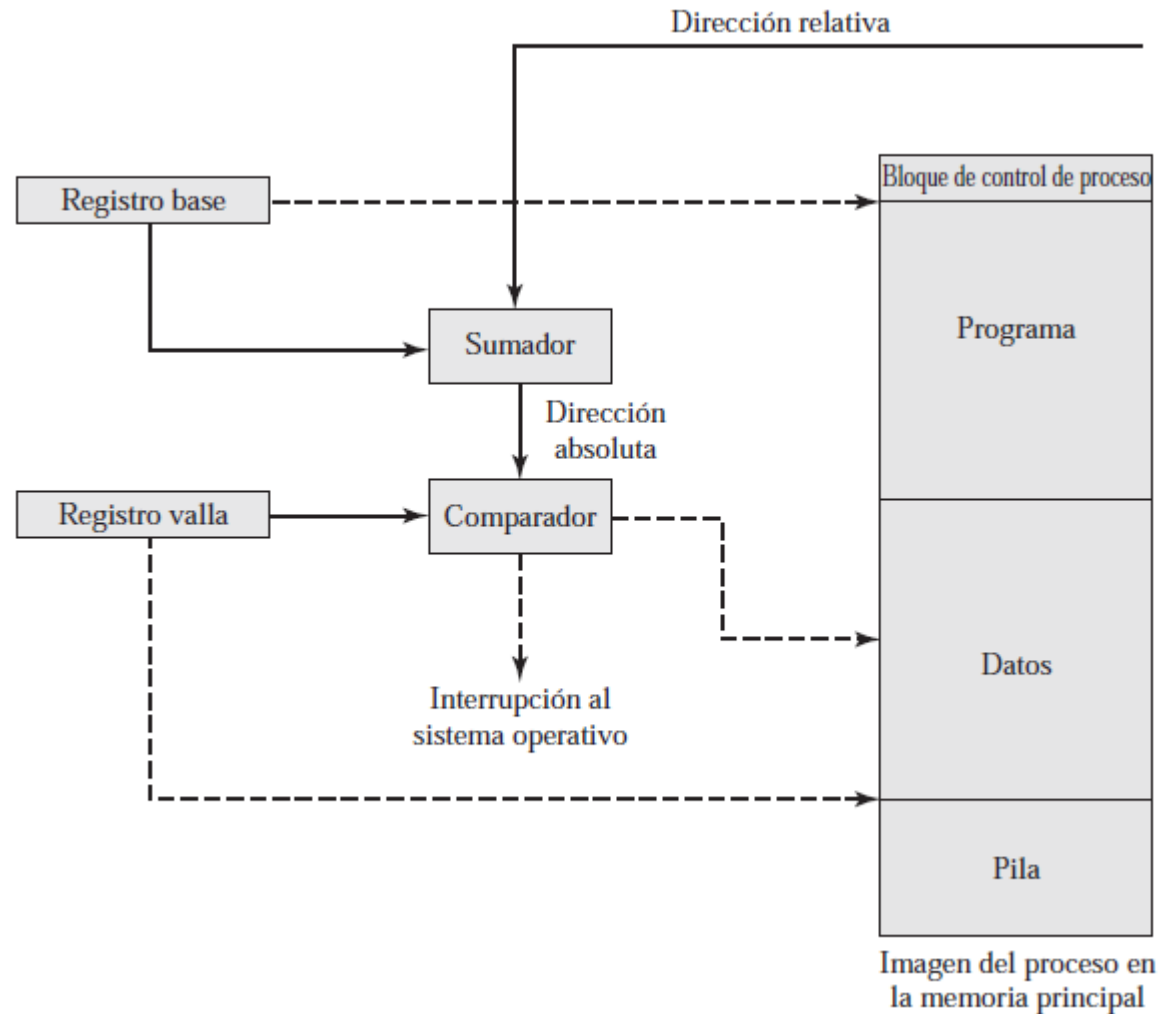 Dirección relativa
Bloque de control de proceso
Registro base
Programa
Sumador
Dirección
absoluta
Registro valla
Comparador
Datos
Interrupción al
sistema operativo
Pila
Imagen del proceso en
la memoria principal